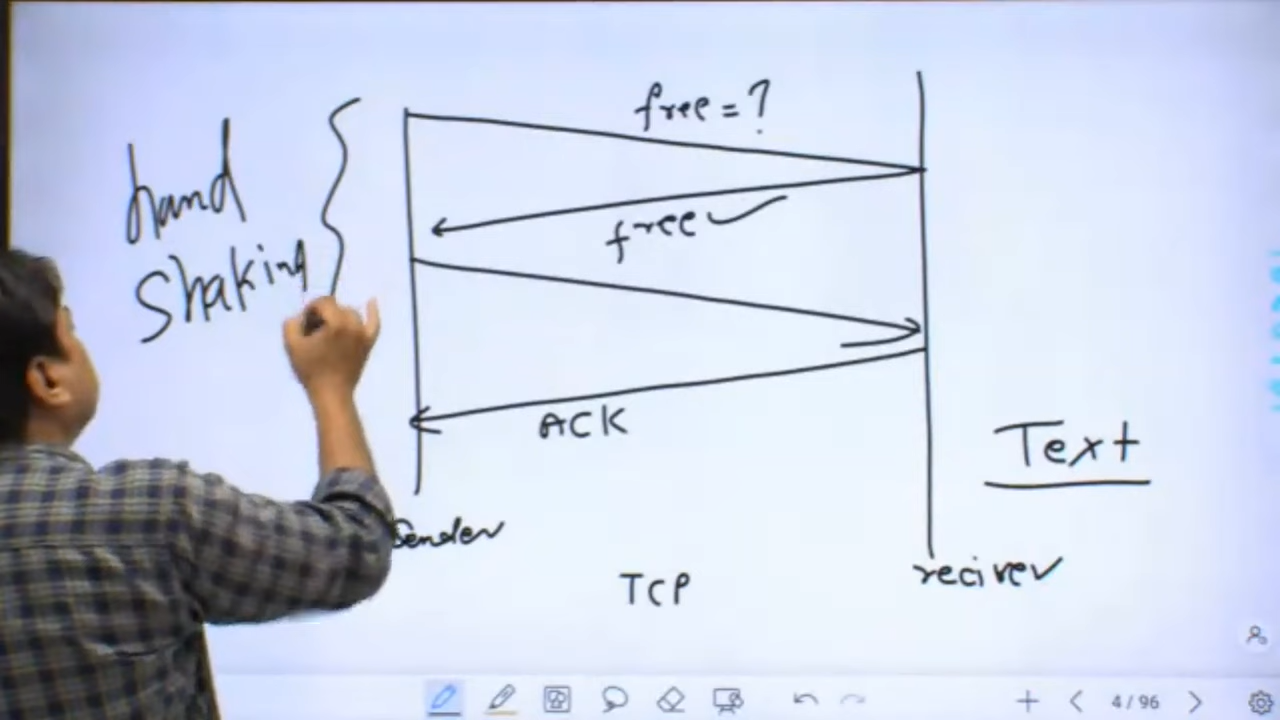 free = ?
hand
shaking
free ✓
ACK
Text
Sender
reciver
TCP
4 / 96